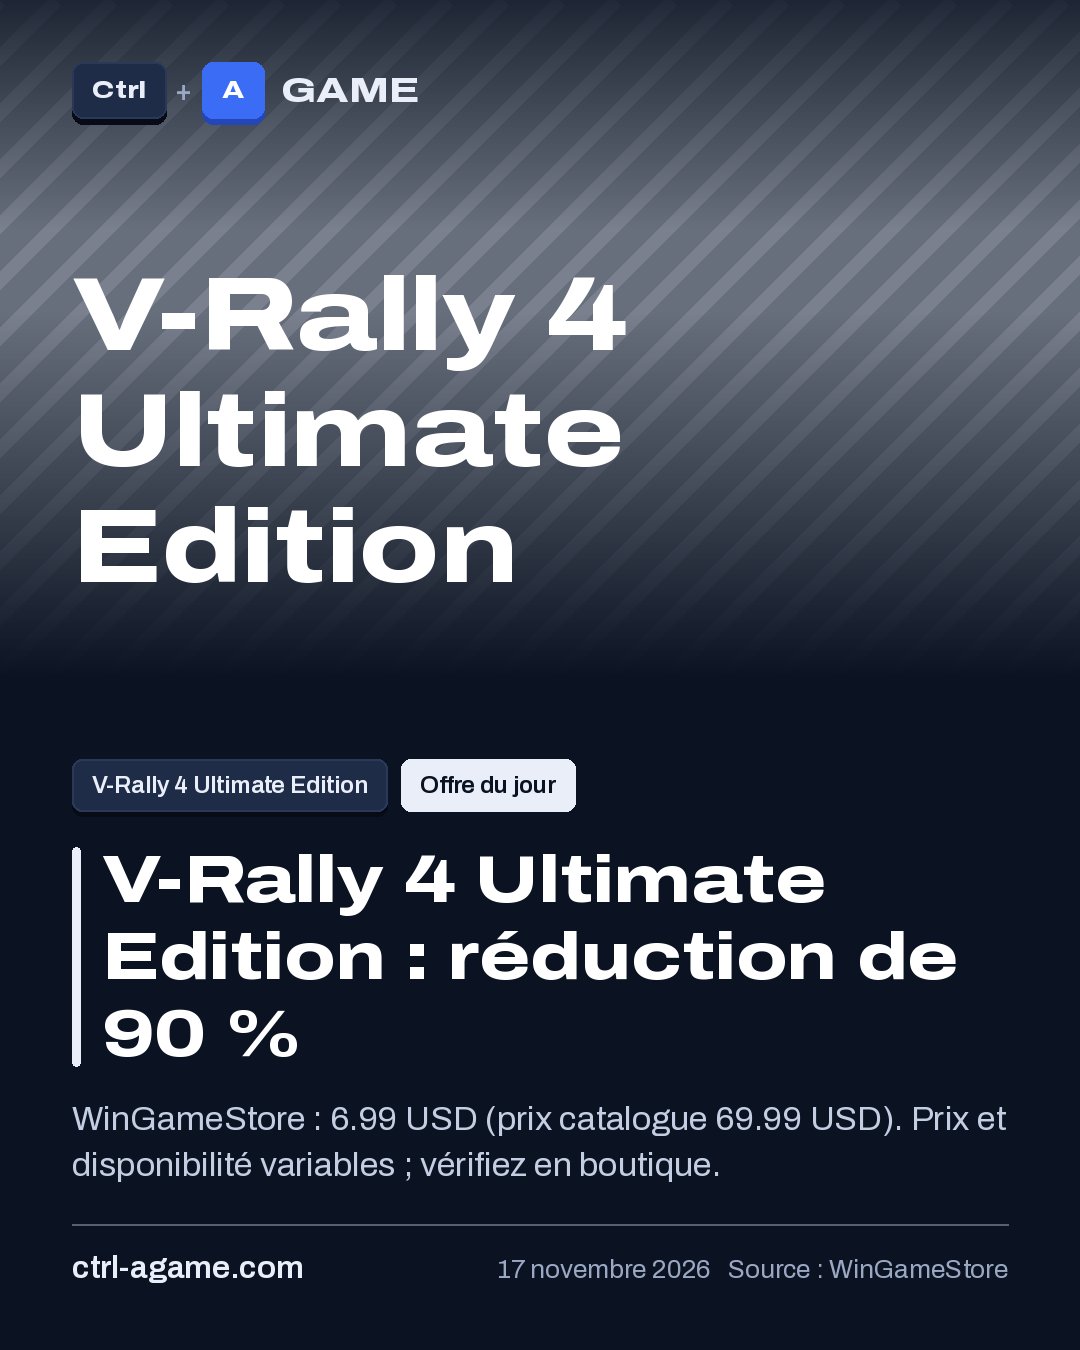 Ctrl + A GAME
V-Rally 4
Ultimate
Edition
V-Rally 4 Ultimate Edition
Offre du jour
V-Rally 4 Ultimate
Edition : réduction de
90 %
WinGameStore : 6.99 USD (prix catalogue 69.99 USD). Prix et
disponibilité variables ; vérifiez en boutique.
ctrl-agame.com
17 novembre 2026 Source : WinGameStore